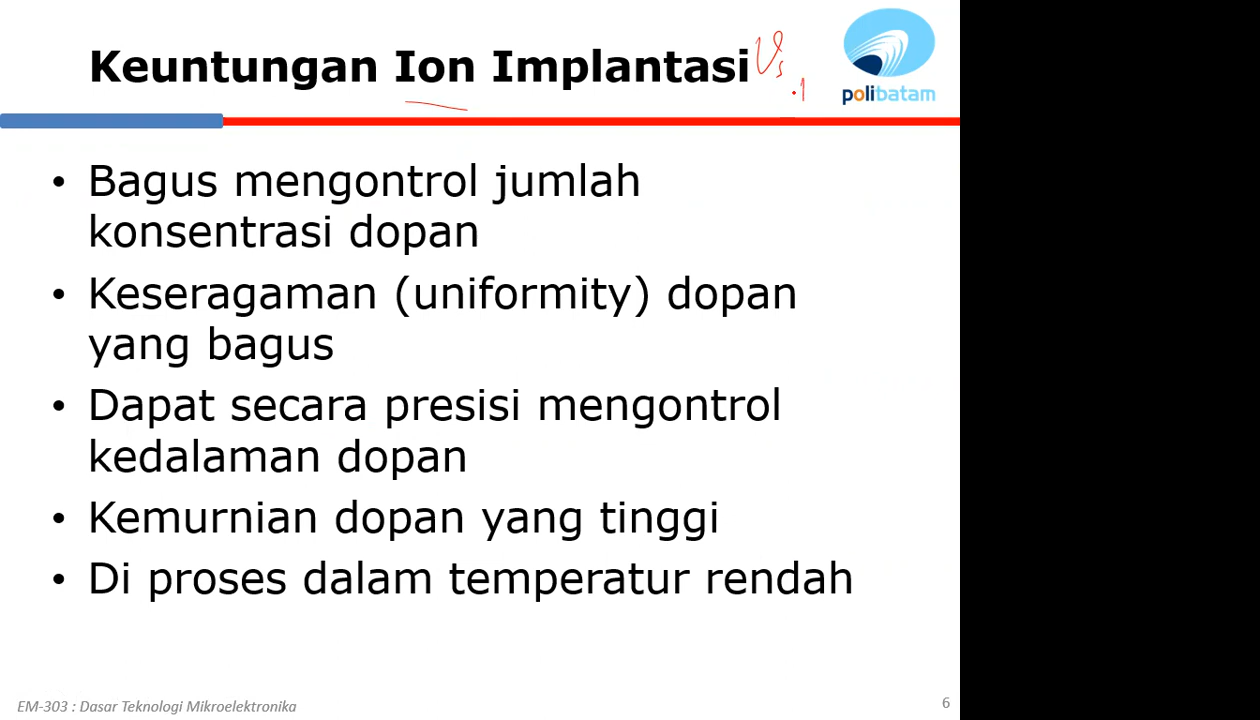 Keuntungan Ion Implantasi Vs
polibatam
• Bagus mengontrol jumlah
konsentrasi dopan
• Keseragaman (uniformity) dopan
yang bagus
• Dapat secara presisi mengontrol
kedalaman dopan
• Kemurnian dopan yang tinggi
• Di proses dalam temperatur rendah
EM-303 : Dasar Teknologi Mikroelektronika
6